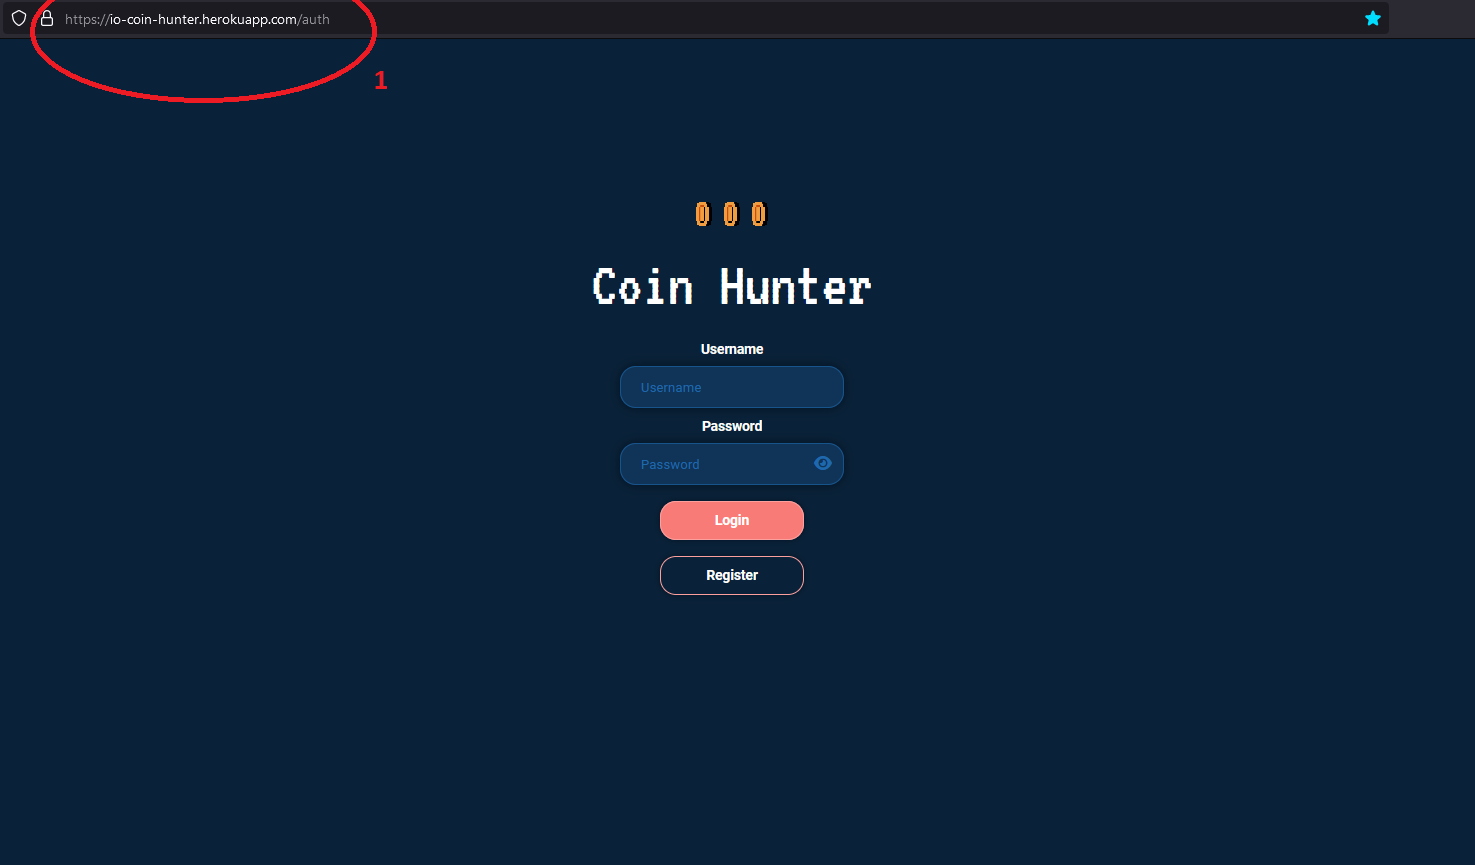 https://io-coin-hunter.herokuapp.com/auth
1
Coin Hunter
Username
Username
Password
Password
Login
Register